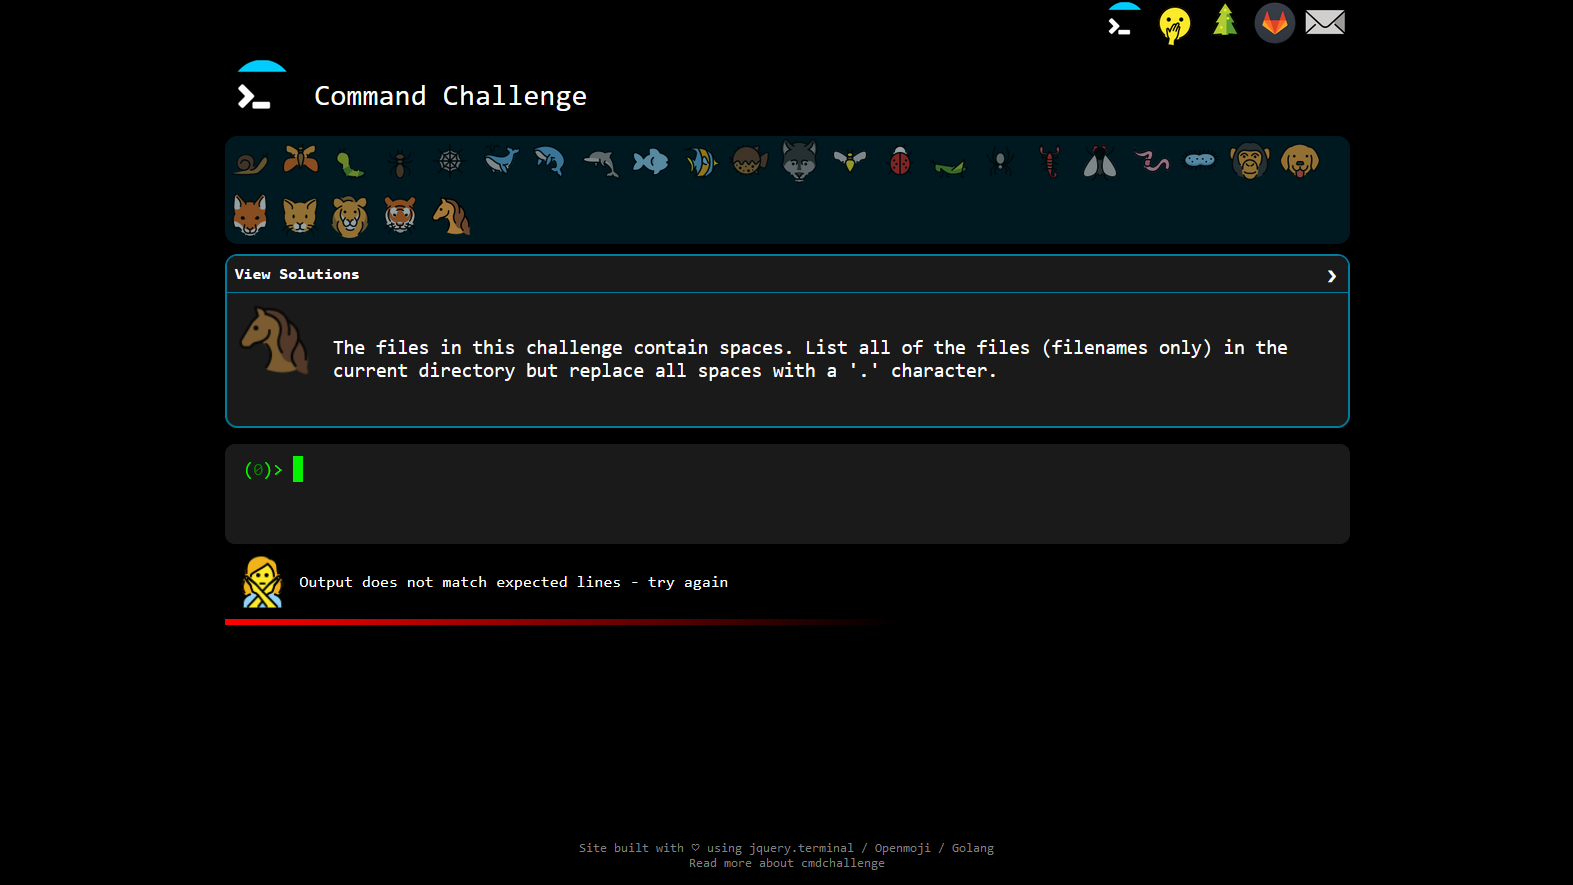 Command Challenge
View Solutions
The files in this challenge contain spaces. List all of the files (filenames only) in the
current directory but replace all spaces with a '.' character.
(0)>
Output does not match expected lines - try again
Site built with ♡ using jquery.terminal / Openmoji / Golang
Read more about cmdchallenge